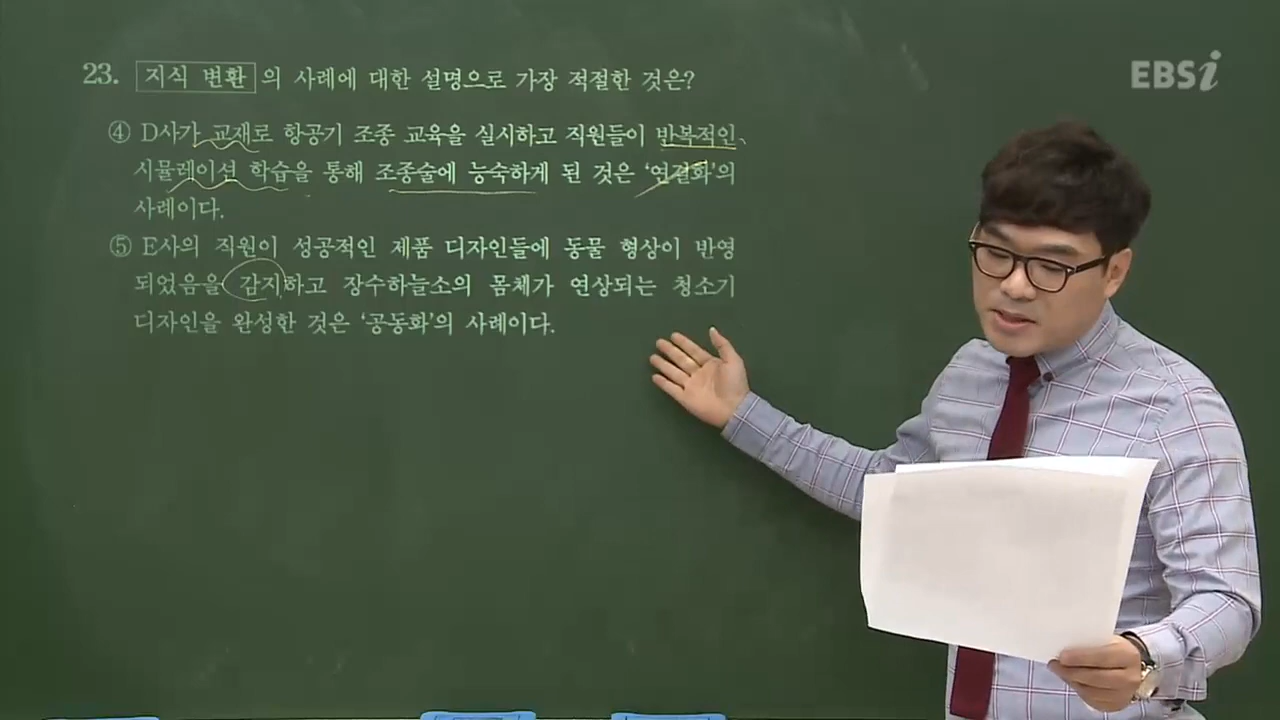 EBSi
23. 지식 변환 의 사례에 대한 설명으로 가장 적절한 것은?
④ D사가 교재로 항공기 조종 교육을 실시하고 직원들이 반복적인
시뮬레이션 학습을 통해 조종술에 능숙하게 된 것은 ‘연결화’의
사례이다.
⑤ E사의 직원이 성공적인 제품 디자인들에 동물 형상이 반영
되었음을 감지하고 장수하늘소의 몸체가 연상되는 청소기
디자인을 완성한 것은 ‘공동화’의 사례이다.